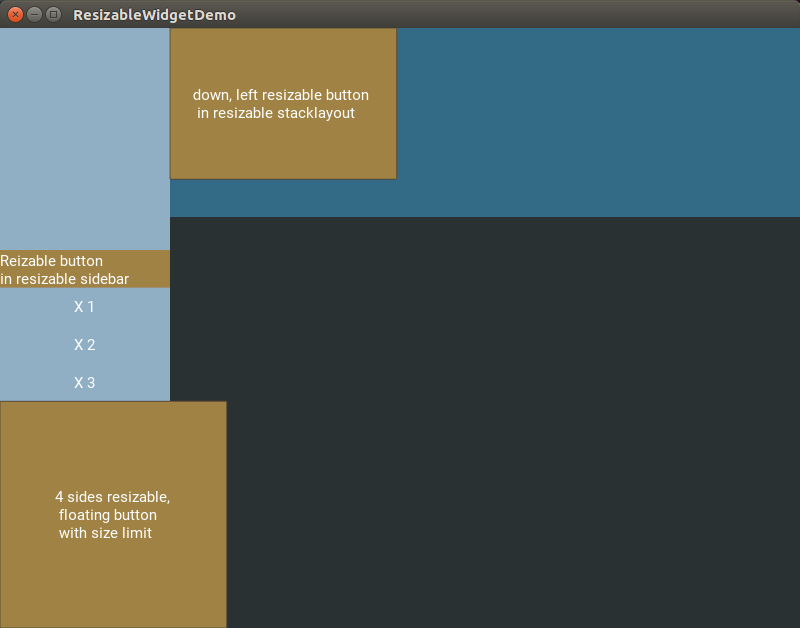 ResizableWidgetDemo
down, left resizable button
in resizable stacklayout
Reizable button
in resizable sidebar
X 1
X 2
X 3
4 sides resizable,
floating button
with size limit